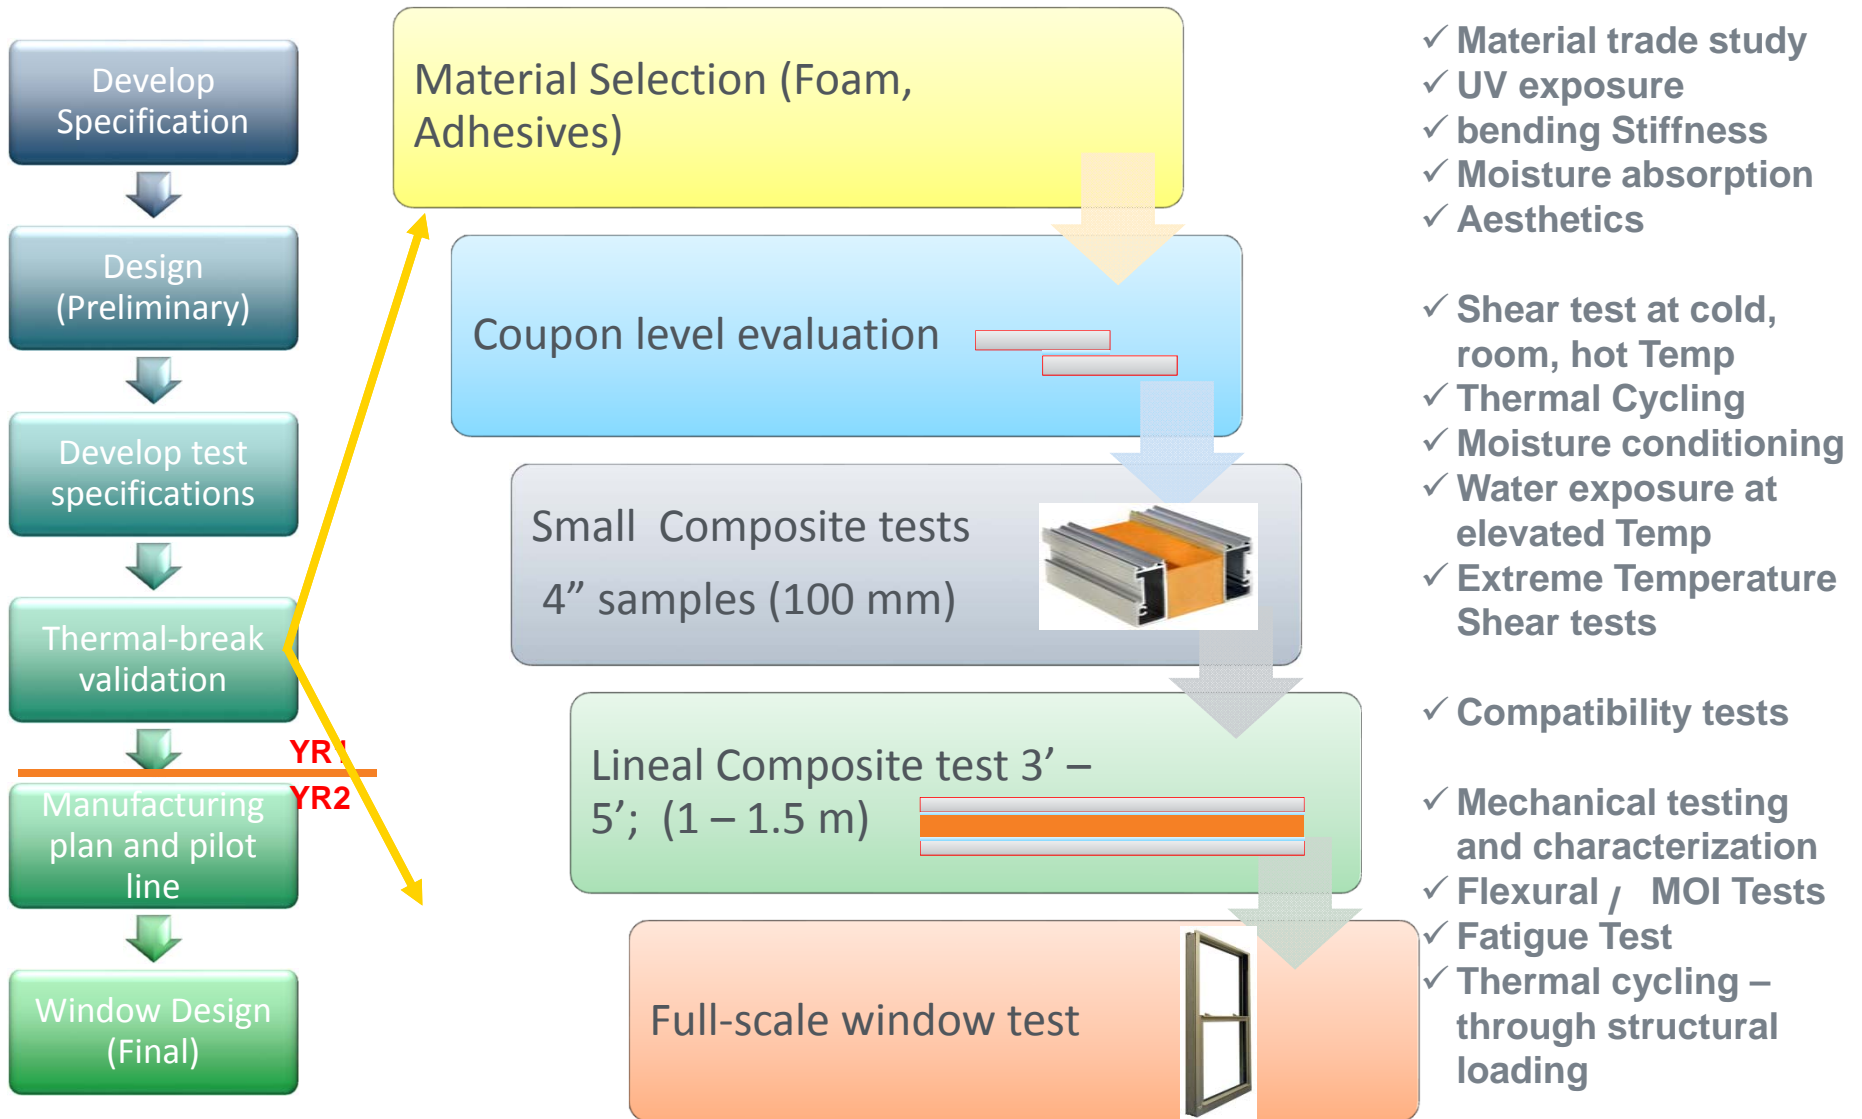 Develop
Specification
Design
(Preliminary)
Develop test
specifications
Thermal-break
validation
YR1
YR2
Manufacturing
plan and pilot
line
Window Design
(Final)
Material Selection (Foam,
Adhesives)
Coupon level evaluation
Small  Composite tests
4” samples (100 mm)
Lineal Composite test 3’ –
5’;  (1 – 1.5 m)
Full-scale window test
✓ Material trade study
✓ UV exposure
✓ bending Stiffness
✓ Moisture absorption
✓ Aesthetics
✓ Shear test at cold,
room, hot Temp
✓ Thermal Cycling
✓ Moisture conditioning
✓ Water exposure at
elevated Temp
✓ Extreme Temperature
Shear tests
✓ Compatibility tests
✓ Mechanical testing
and characterization
✓ Flexural / MOI Tests
✓ Fatigue Test
✓ Thermal cycling –
through structural
loading